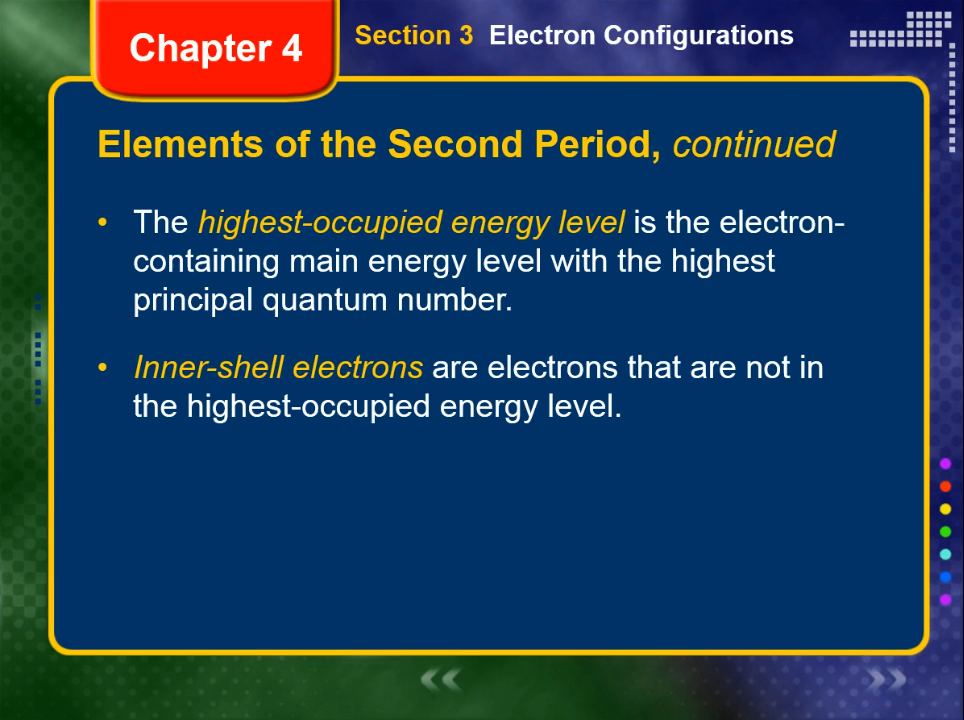 Chapter 4
Section 3 Electron Configurations
Elements of the Second Period, continued
• The highest-occupied energy level is the electron-
containing main energy level with the highest
principal quantum number.
• Inner-shell electrons are electrons that are not in
the highest-occupied energy level.